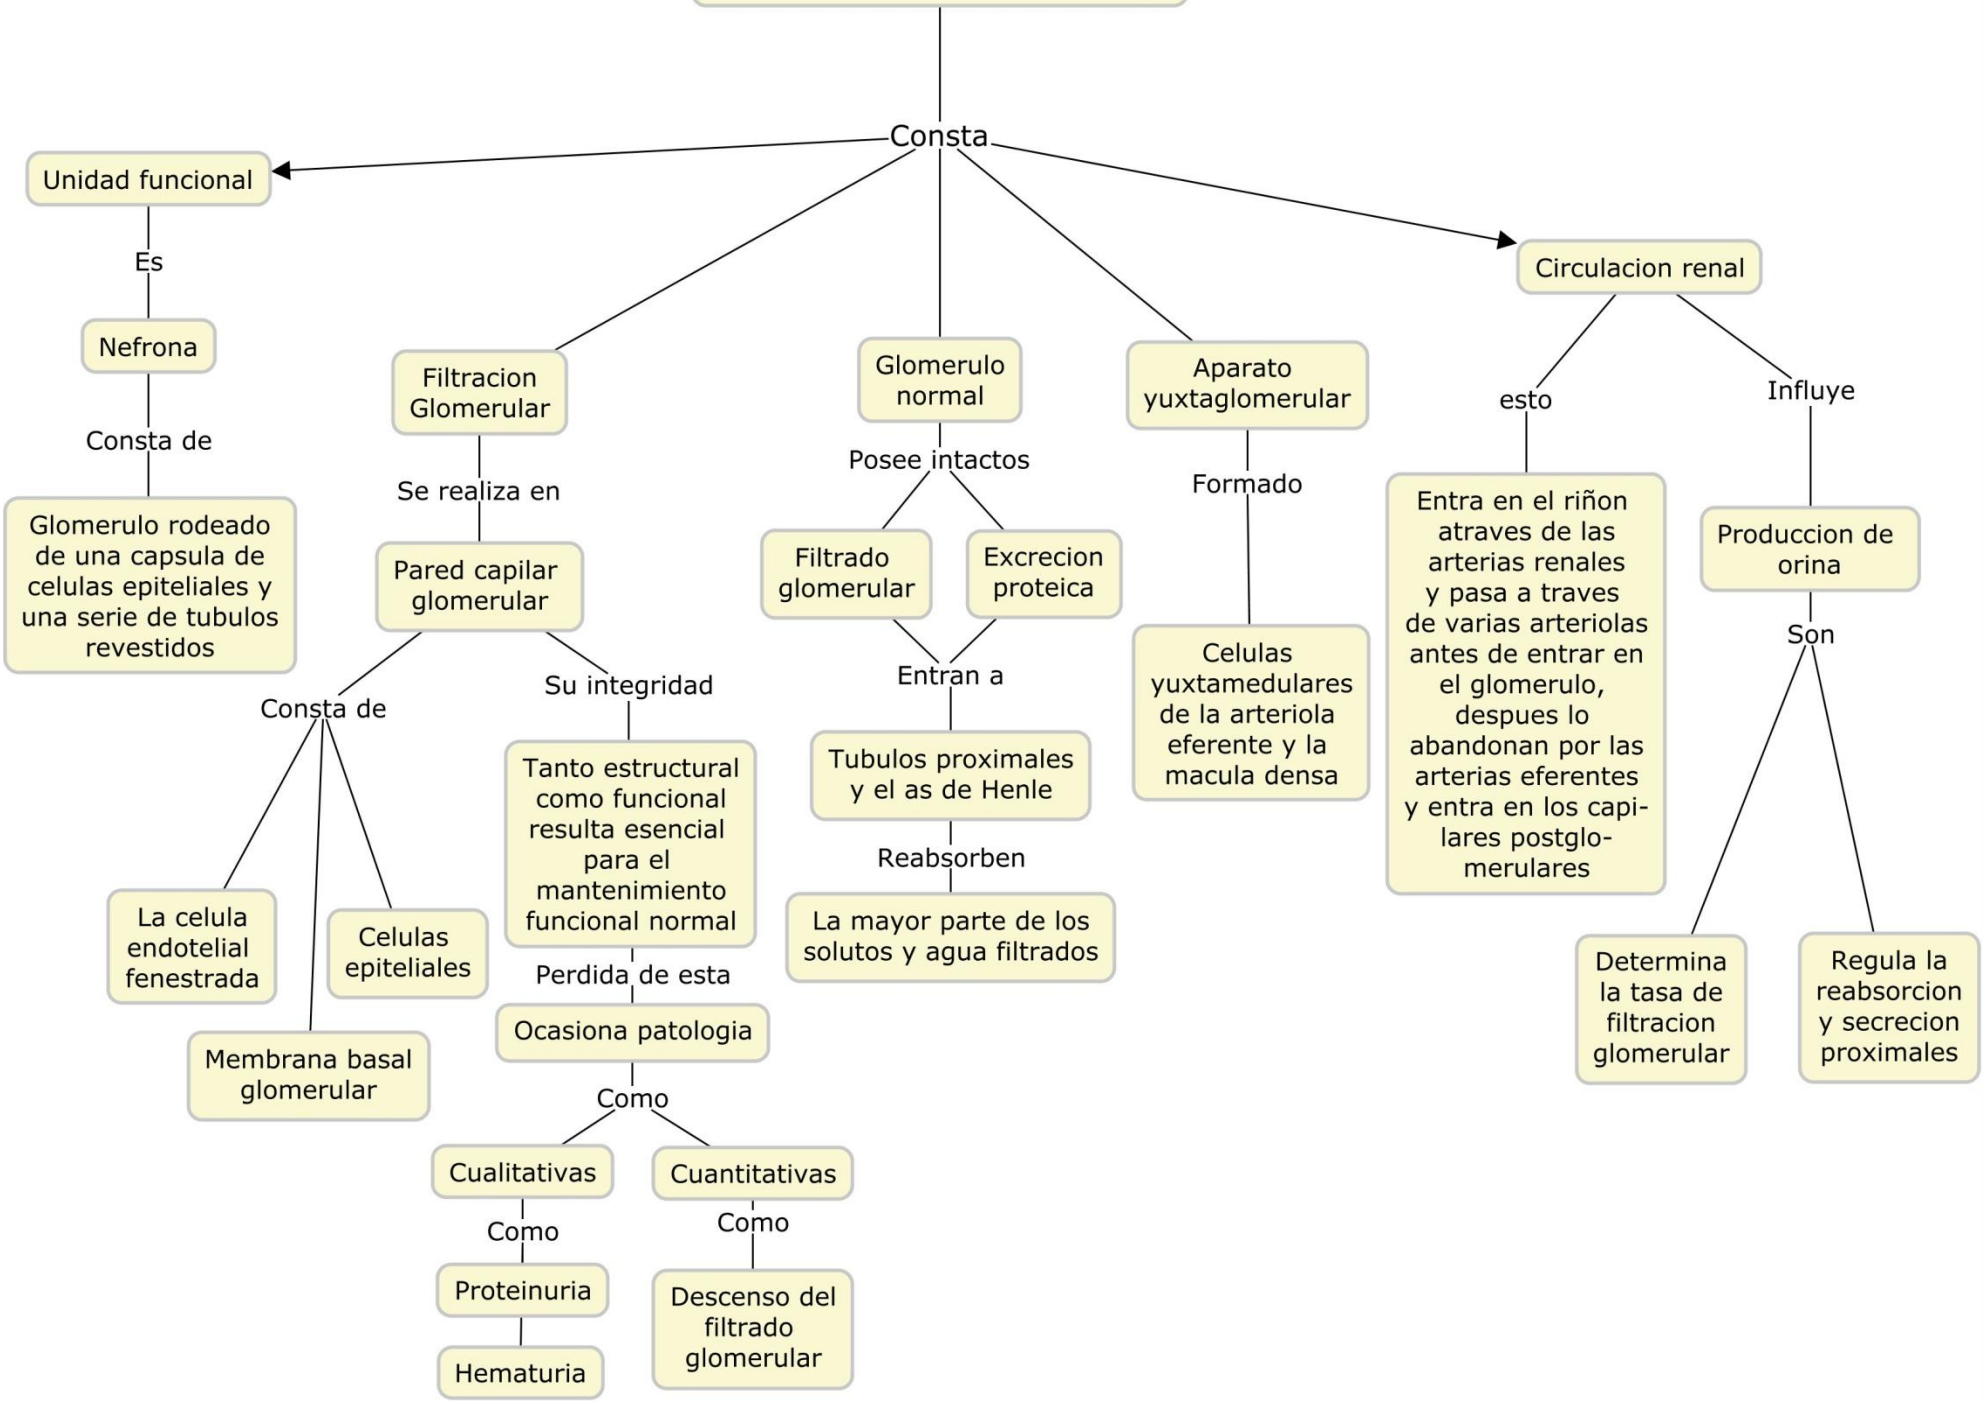 Consta
Unidad funcional
Es
Nefrona
Consta de
Glomerulo rodeado
de una capsula de
celulas epiteliales y
una serie de tubulos
revestidos
Filtracion
Glomerular
Se realiza en
Pared capilar
glomerular
Consta de
La celula
endotelial
fenestrada
Membrana basal
glomerular
Celulas
epiteliales
Su integridad
Tanto estructural
como funcional
resulta esencial
para el
mantenimiento
funcional normal
Perdida de esta
Ocasiona patologia
Como
Cualitativas
Como
Proteinuria
Hematuria
Cuantitativas
Como
Descenso del
filtrado
glomerular
Glomerulo
normal
Posee intactos
Filtrado
glomerular
Excrecion
proteica
Entran a
Tubulos proximales
y el as de Henle
Reabsorben
La mayor parte de los
solutos y agua filtrados
Aparato
yuxtaglomerular
Formado
Celulas
yuxtamedulares
de la arteriola
eferente y la
macula densa
Circulacion renal
esto
Entra en el riñon
atraves de las
arterias renales
y pasa a traves
de varias arteriolas
antes de entrar en
el glomerulo,
despues lo
abandonan por las
arterias eferentes
y entra en los capi-
lares postglo-
merulares
Influye
Produccion de
orina
Son
Determina
la tasa de
filtracion
glomerular
Regula la
reabsorcion
y secrecion
proximales